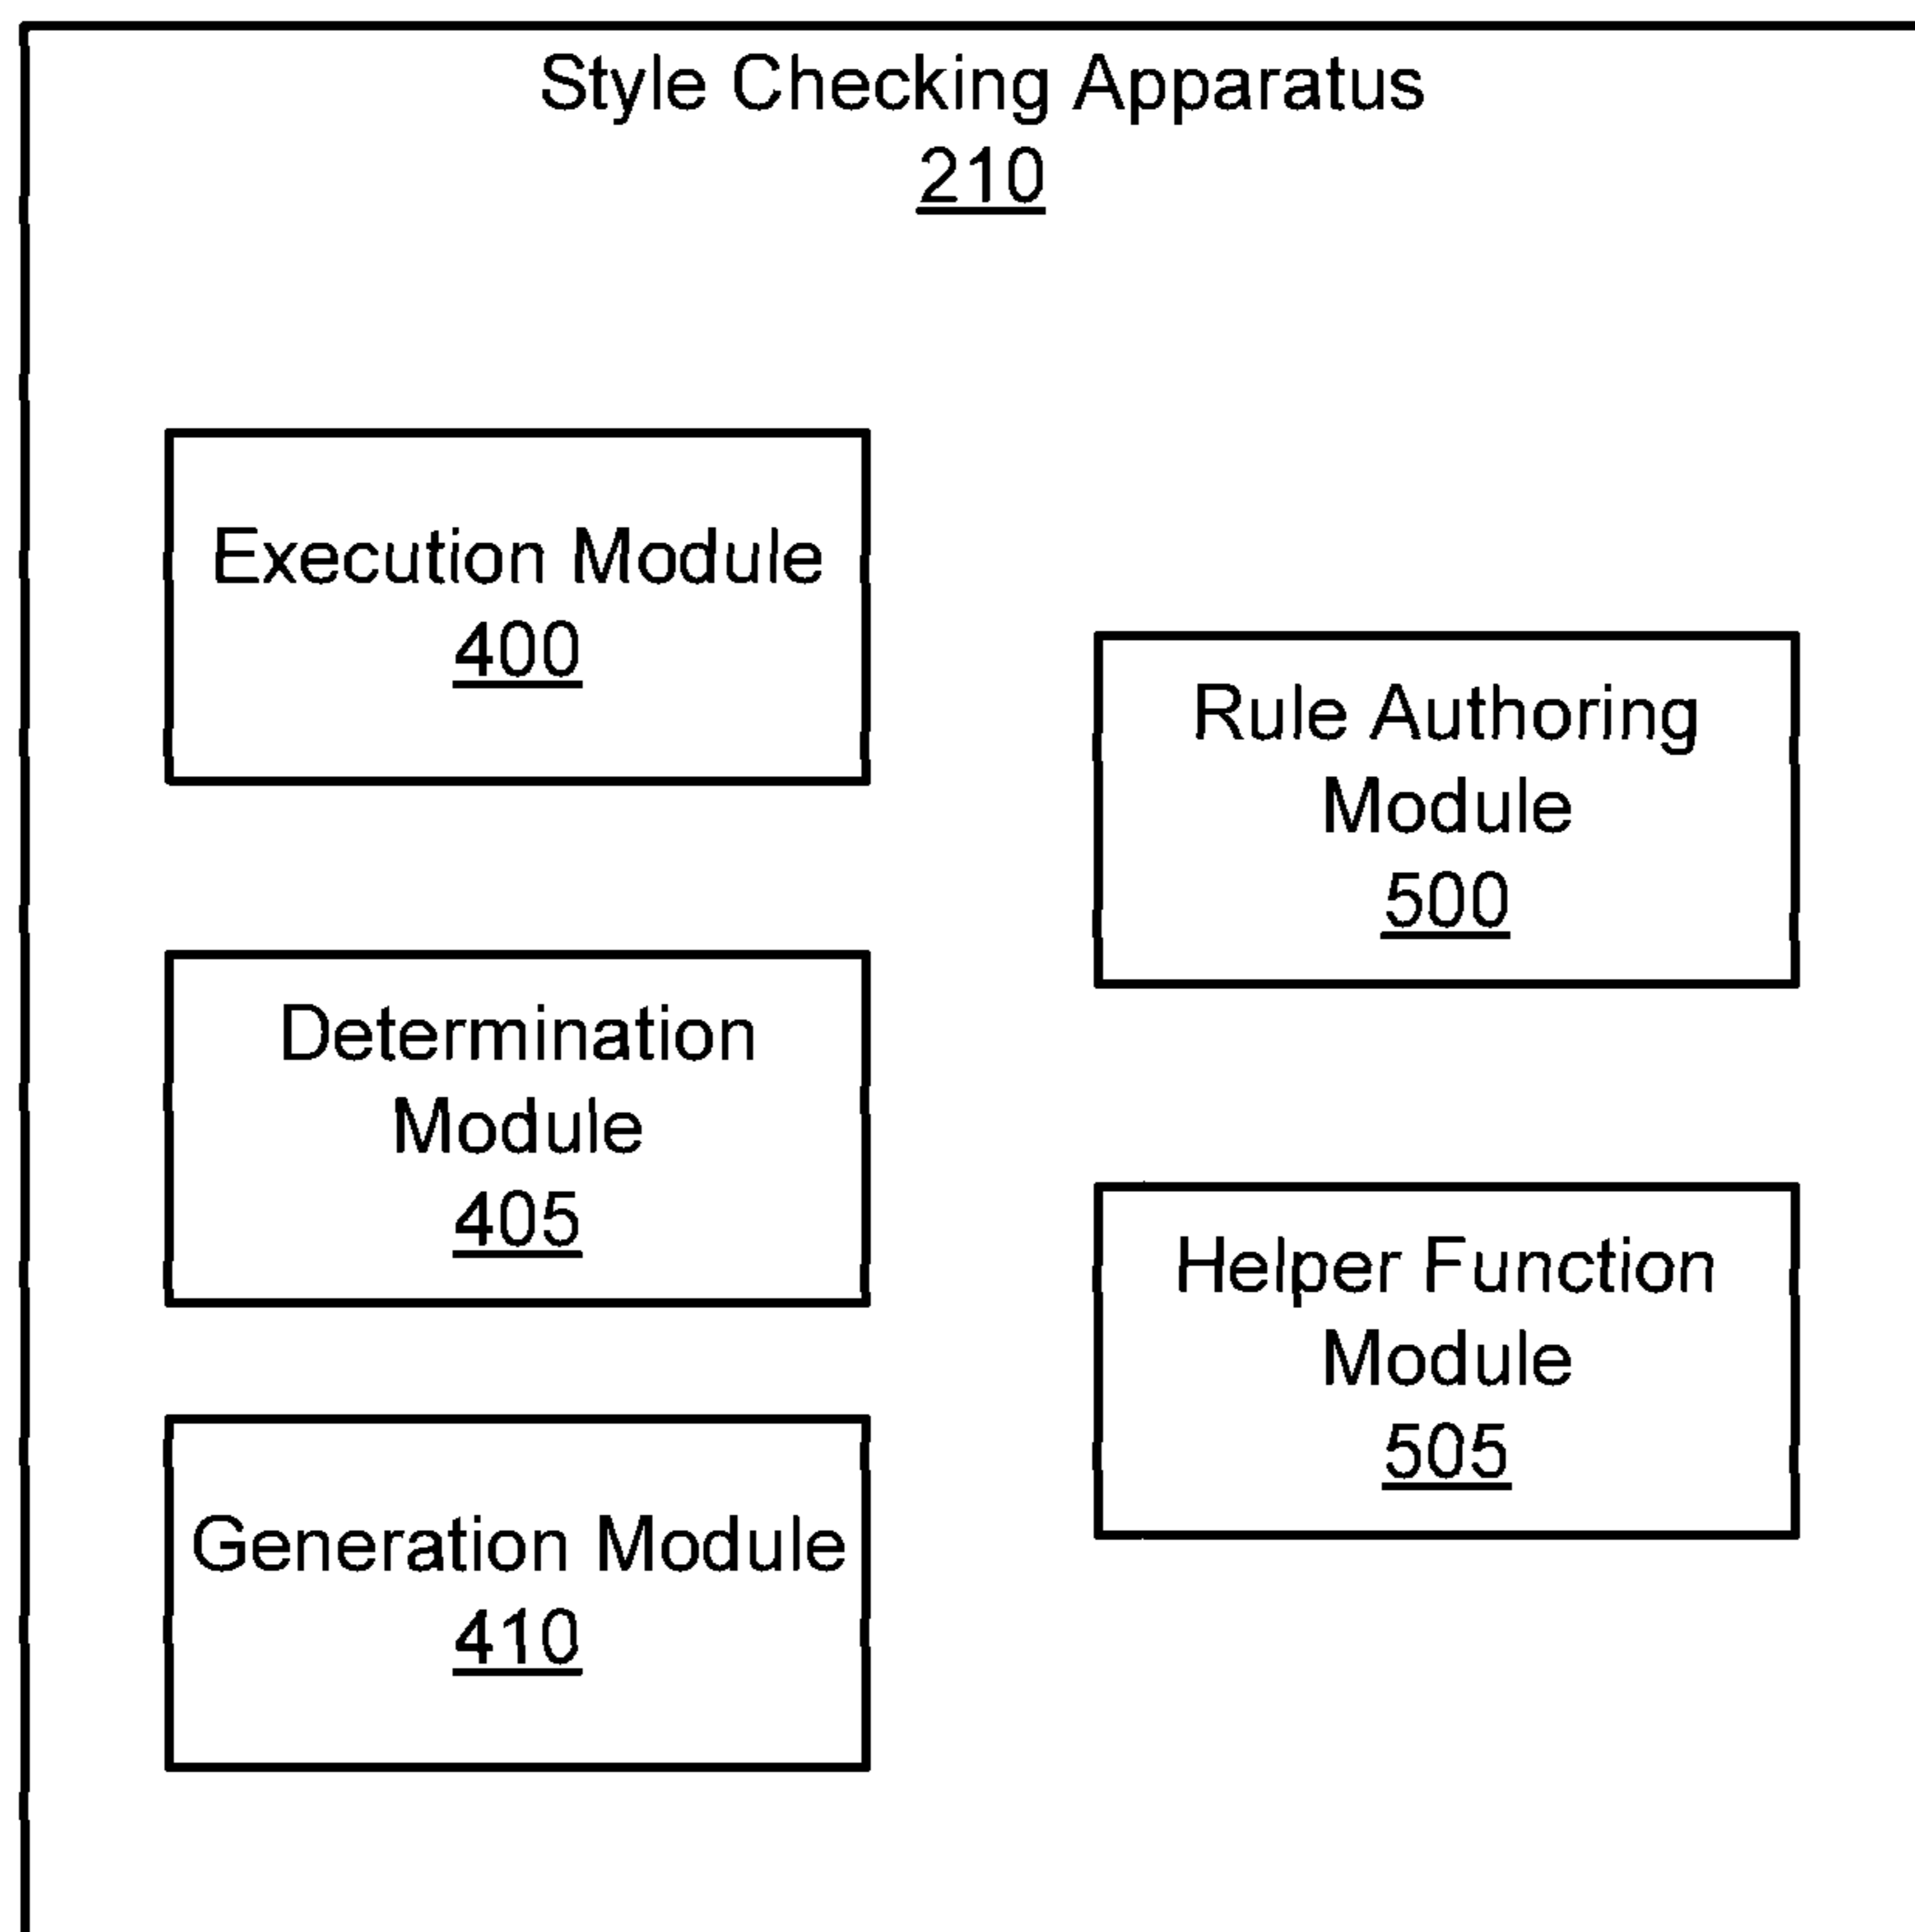 Style Checking Apparatus
210
Execution Module
400
Rule Authoring
Module
500
Determination
Module
405
Helper Function
Module
505
Generation Module
410